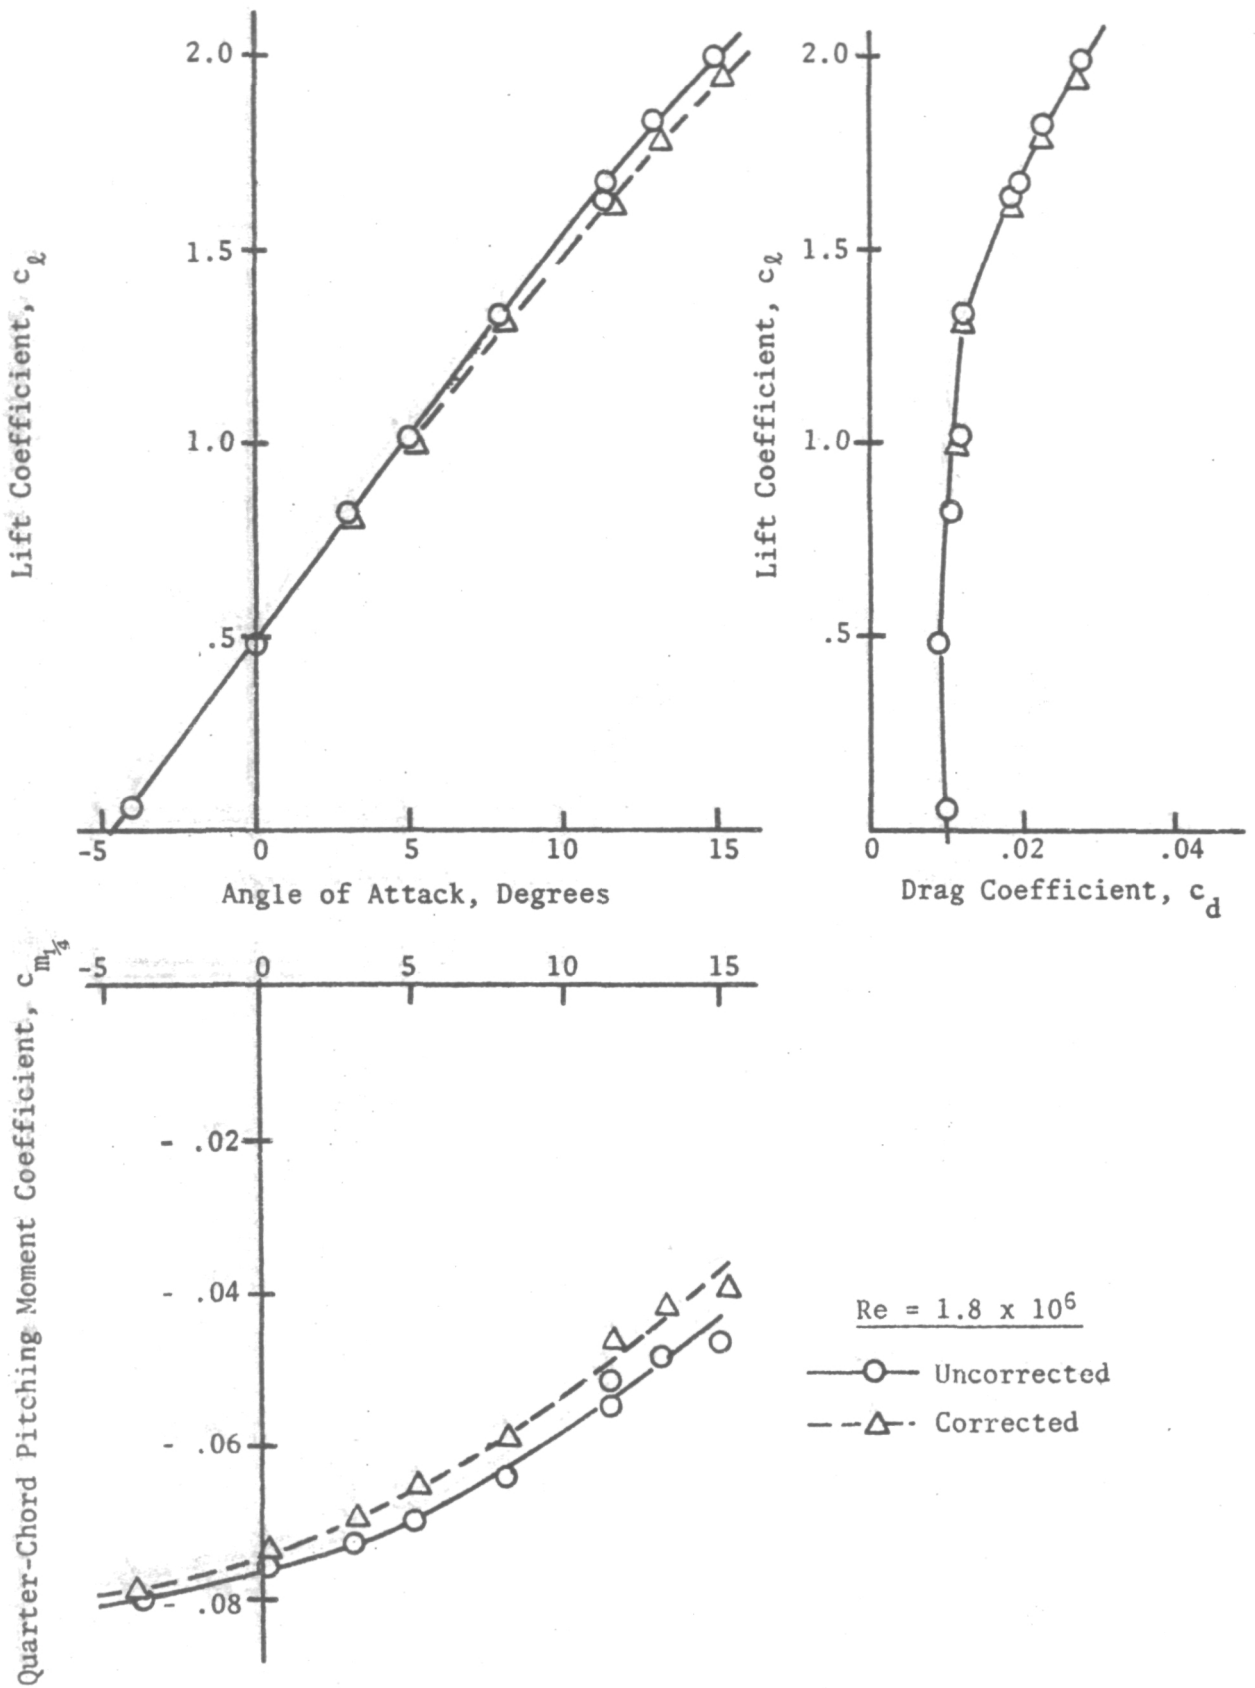 2.0
1.5
1.0
.5
Lift Coefficient, cℓ
-5 0 5 10 15
Angle of Attack, Degrees
2.0
1.5
1.0
.5
Lift Coefficient, cℓ
0 .02 .04
Drag Coefficient, cd
-5 0 5 10 15
- .02
- .04
- .06
- .08
Quarter-Chord Pitching Moment Coefficient, cm¼
Re = 1.8 x 10⁶
Uncorrected
Corrected